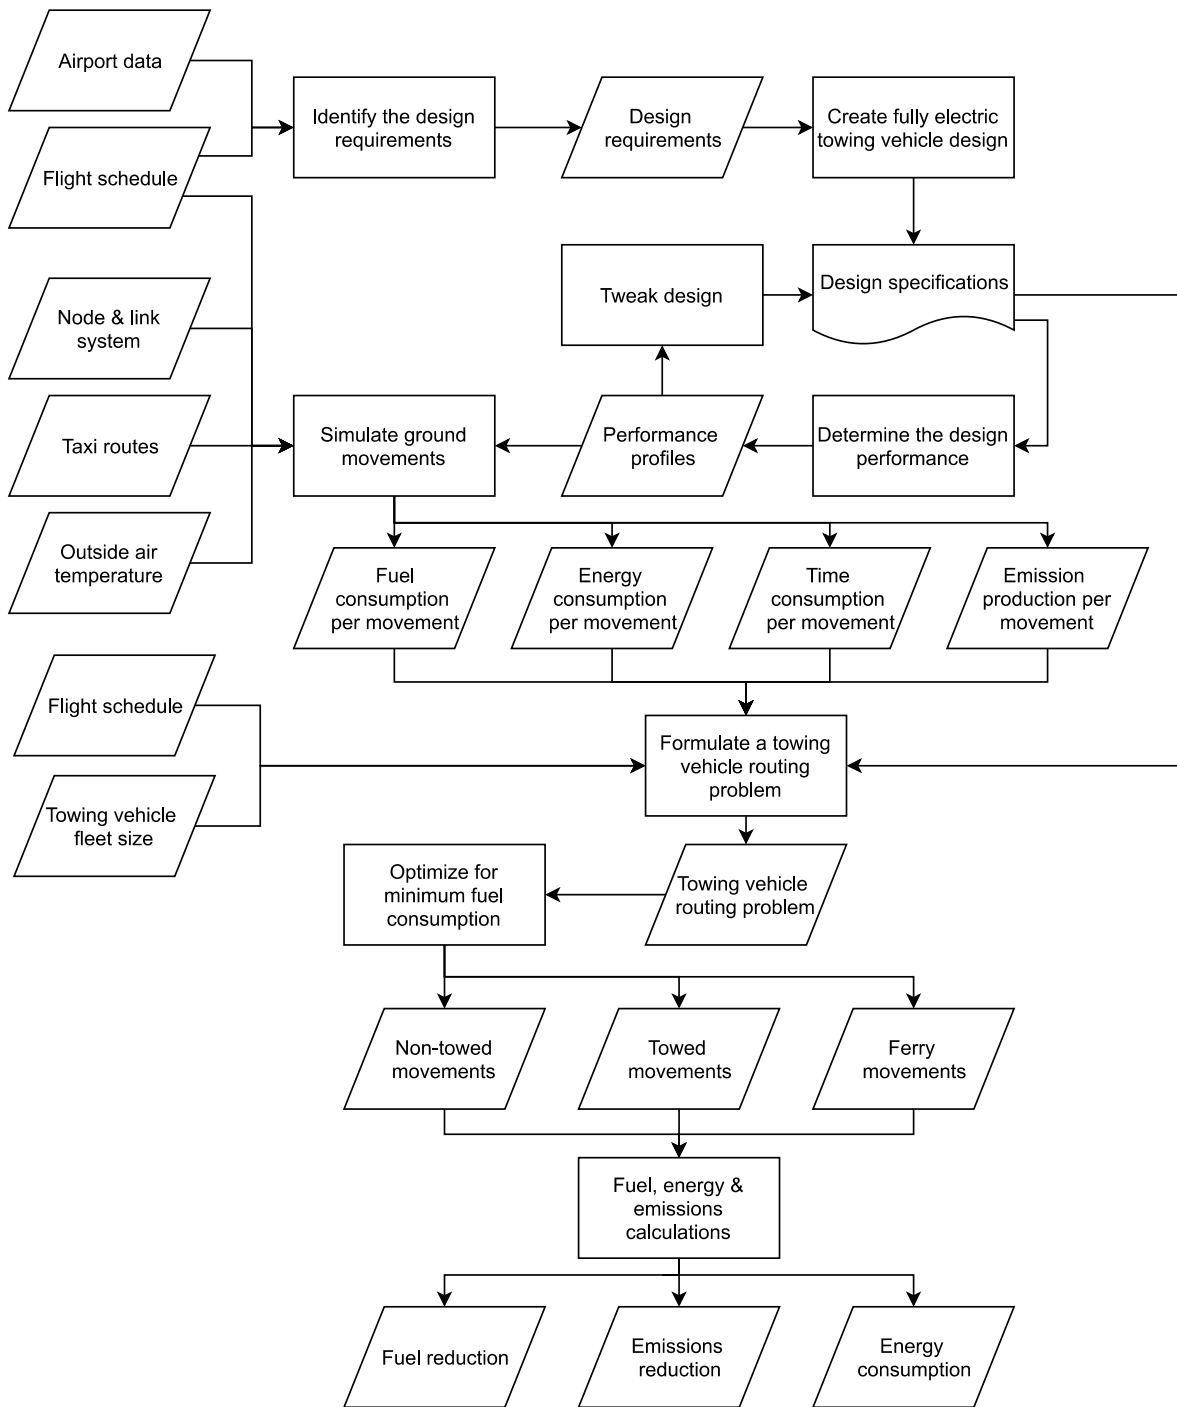 Airport data
Identify the design
requirements
Design
requirements
Create fully electric
towing vehicle design
Flight schedule
Tweak design
Design specifications
Node & link
system
Taxi routes
Simulate ground
movements
Performance
profiles
Determine the design
performance
Outside air
temperature
Fuel
consumption
per movement
Energy
consumption
per movement
Time
consumption
per movement
Emission
production per
movement
Flight schedule
Formulate a towing
vehicle routing
problem
Towing vehicle
fleet size
Optimize for
minimum fuel
consumption
Towing vehicle
routing problem
Non-towed
movements
Towed
movements
Ferry
movements
Fuel, energy &
emissions
calculations
Fuel reduction
Emissions
reduction
Energy
consumption